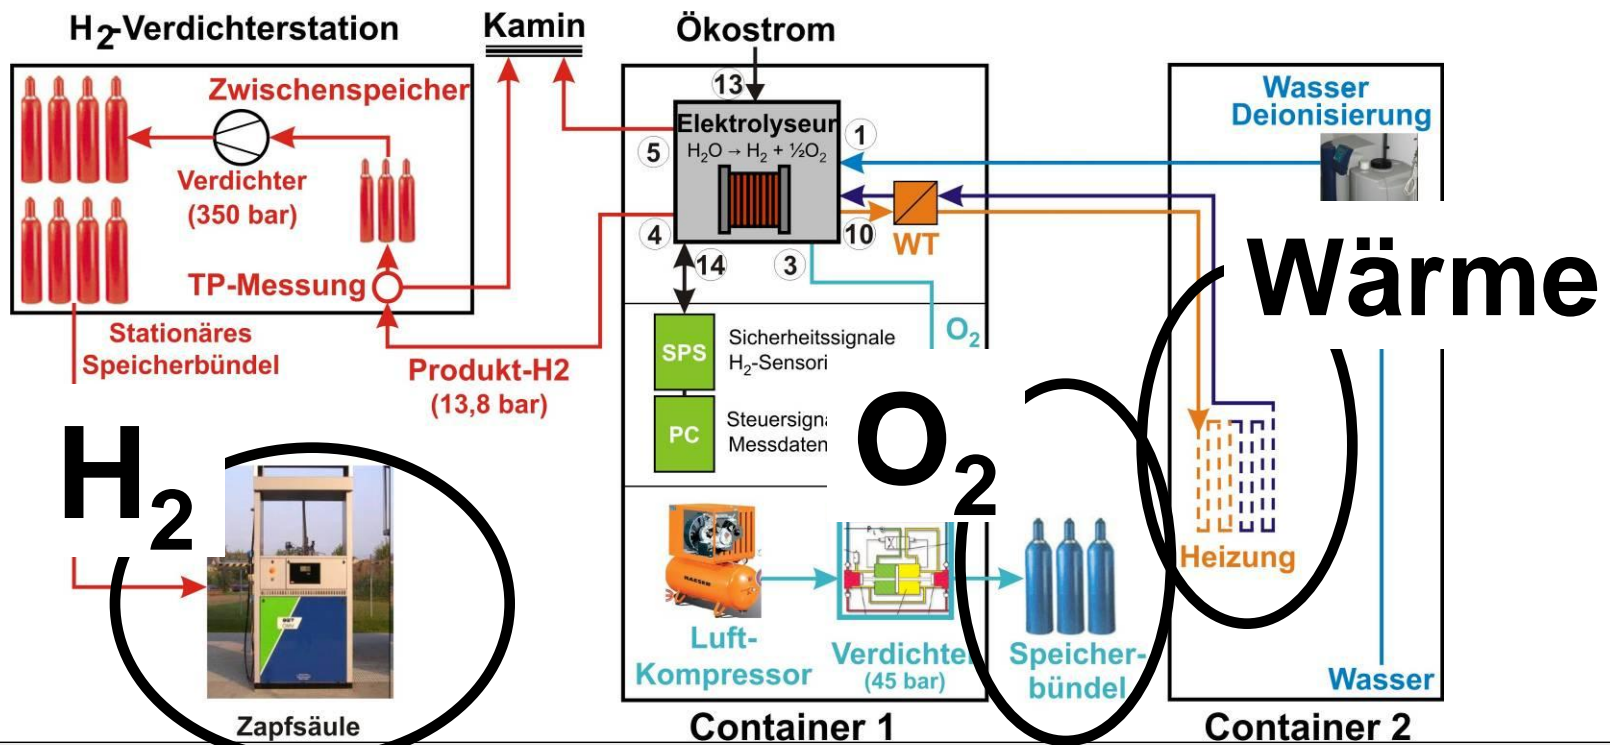 H2-Verdichterstation
Kamin
Ökostrom
Zwischenspeicher
Verdichter
(350 bar)
TP-Messung
Stationäres
Speicherbündel
Produkt-H2
(13,8 bar)
13
Elektrolyseur
H2O → H2 + ½O2
5
1
4
10
14
3
WT
O2
SPS
Sicherheitssignale
H2-Sensori
PC
Steuersigna
Messdaten
Wasser
Deionisierung
Wärme
H2
O2
Heizung
KAESER
Luft-
Kompressor
Verdichter
(45 bar)
Speicher-
bündel
Wasser
Zapfsäule
Container 1
Container 2